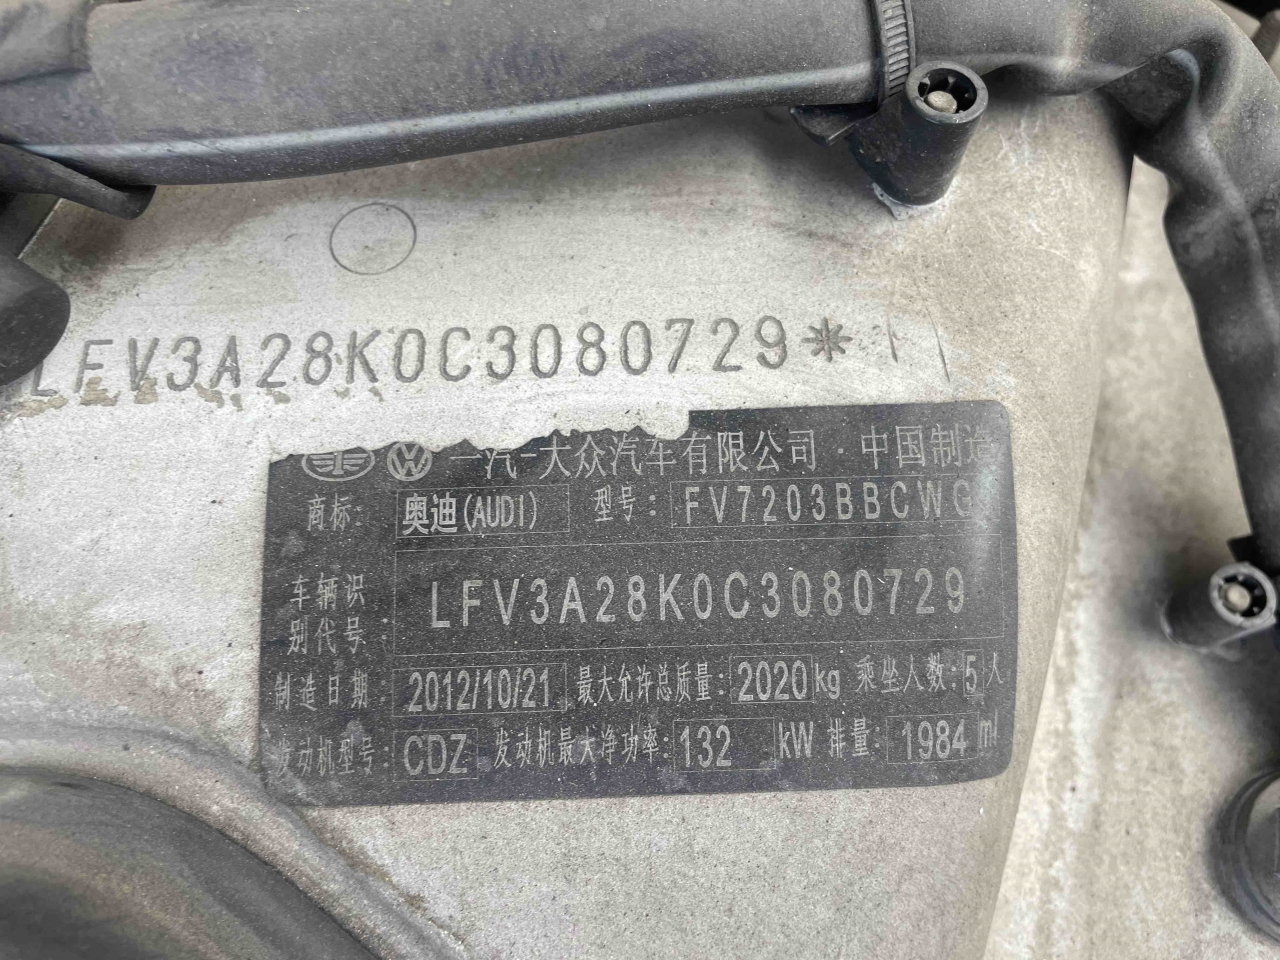 LFV3A28K0C3080729*
一汽-大众汽车有限公司·中国制造
商标: 奥迪(AUDI) 型号: FV7203BBCWG
车辆识别代号: LFV3A28K0C3080729
制造日期: 2012/10/21 最大允许总质量: 2020kg 乘坐人数: 5人
发动机型号: CDZ 发动机最大净功率: 132 kW 排量: 1984 ml